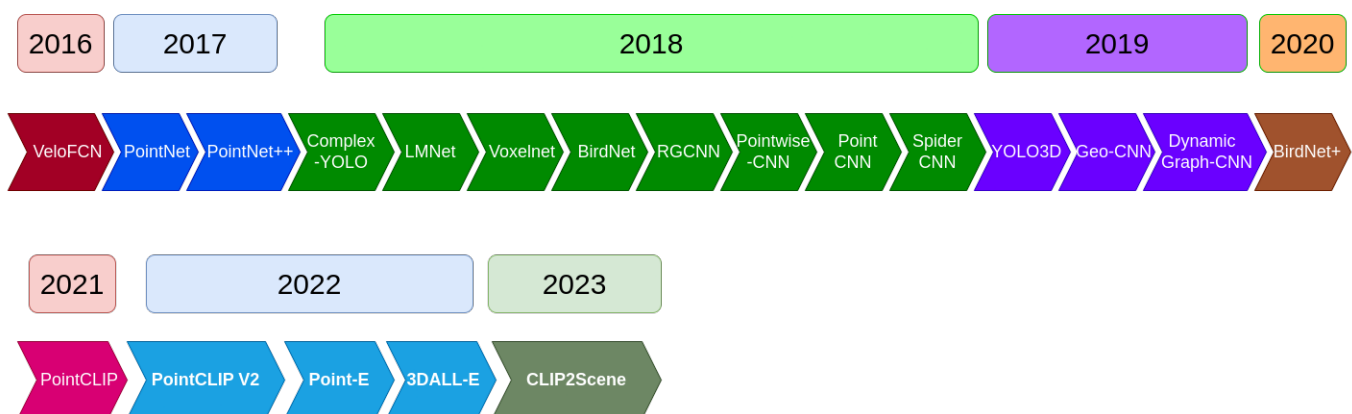 2016
2017
2018
2019
2020
VeloFCN
PointNet
PointNet++
Complex
-YOLO
LMNet
Voxelnet
BirdNet
RGCNN
Pointwise
-CNN
Point
CNN
Spider
CNN
YOLO3D
Geo-CNN
Dynamic
Graph-CNN
BirdNet+
2021
2022
2023
PointCLIP
PointCLIP V2
Point-E
3DALL-E
CLIP2Scene